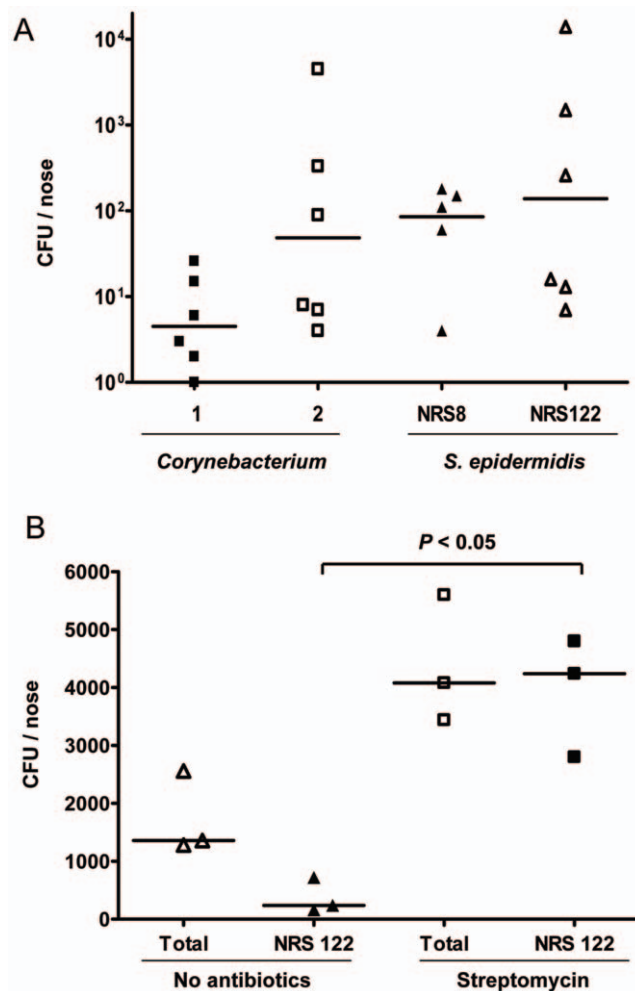 A
10⁴
10³
CFU / nose
10²
10¹
10⁰
1 2 NRS8 NRS122
Corynebacterium S. epidermidis
B
P < 0.05
6000
5000
4000
CFU / nose
3000
2000
1000
0
Total NRS 122 Total NRS 122
No antibiotics Streptomycin